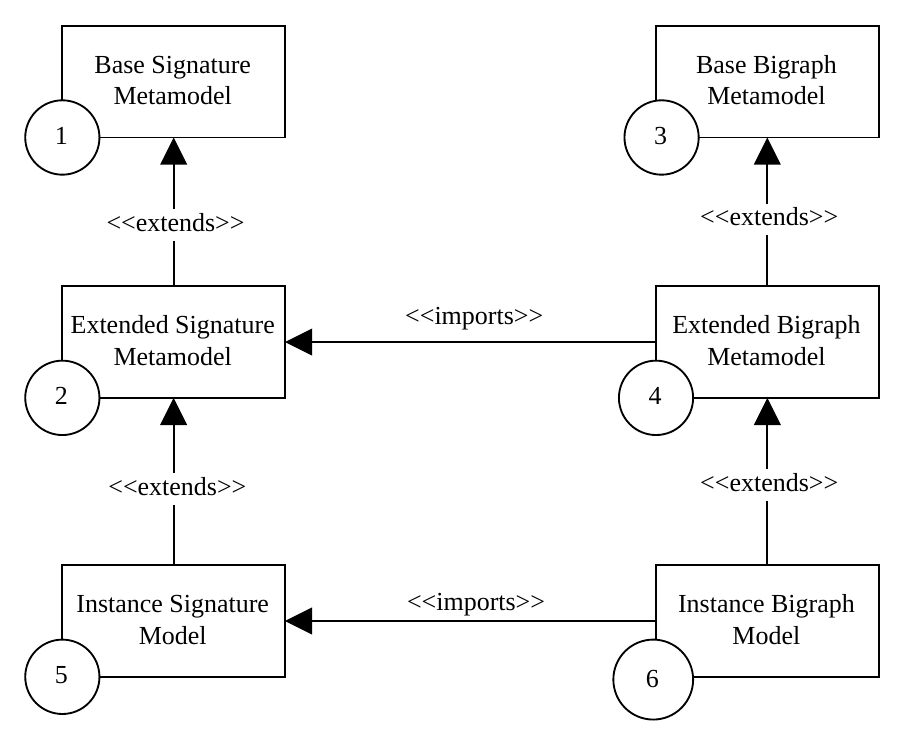 Base Signature
Metamodel
1
Base Bigraph
Metamodel
3
<<extends>>
<<extends>>
Extended Signature
Metamodel
2
<<imports>>
Extended Bigraph
Metamodel
4
<<extends>>
<<extends>>
Instance Signature
Model
5
<<imports>>
Instance Bigraph
Model
6